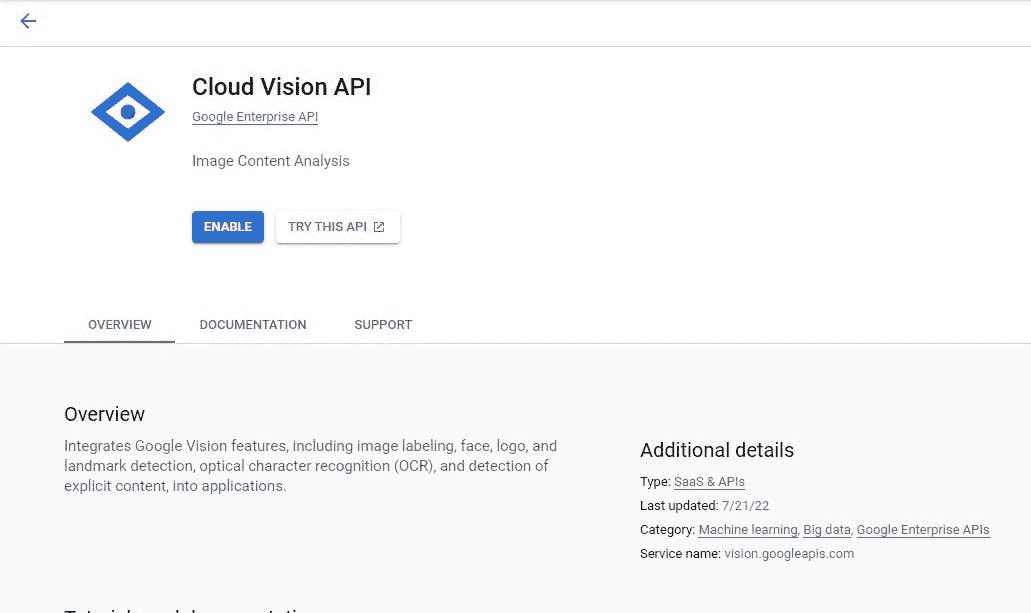 Cloud Vision API
Google Enterprise API
Image Content Analysis
ENABLE
TRY THIS API
OVERVIEW
DOCUMENTATION
SUPPORT
Overview
Integrates Google Vision features, including image labeling, face, logo, and
landmark detection, optical character recognition (OCR), and detection of
explicit content, into applications.
Additional details
Type: SaaS & APIs
Last updated: 7/21/22
Category: Machine learning, Big data, Google Enterprise APIs
Service name: vision.googleapis.com